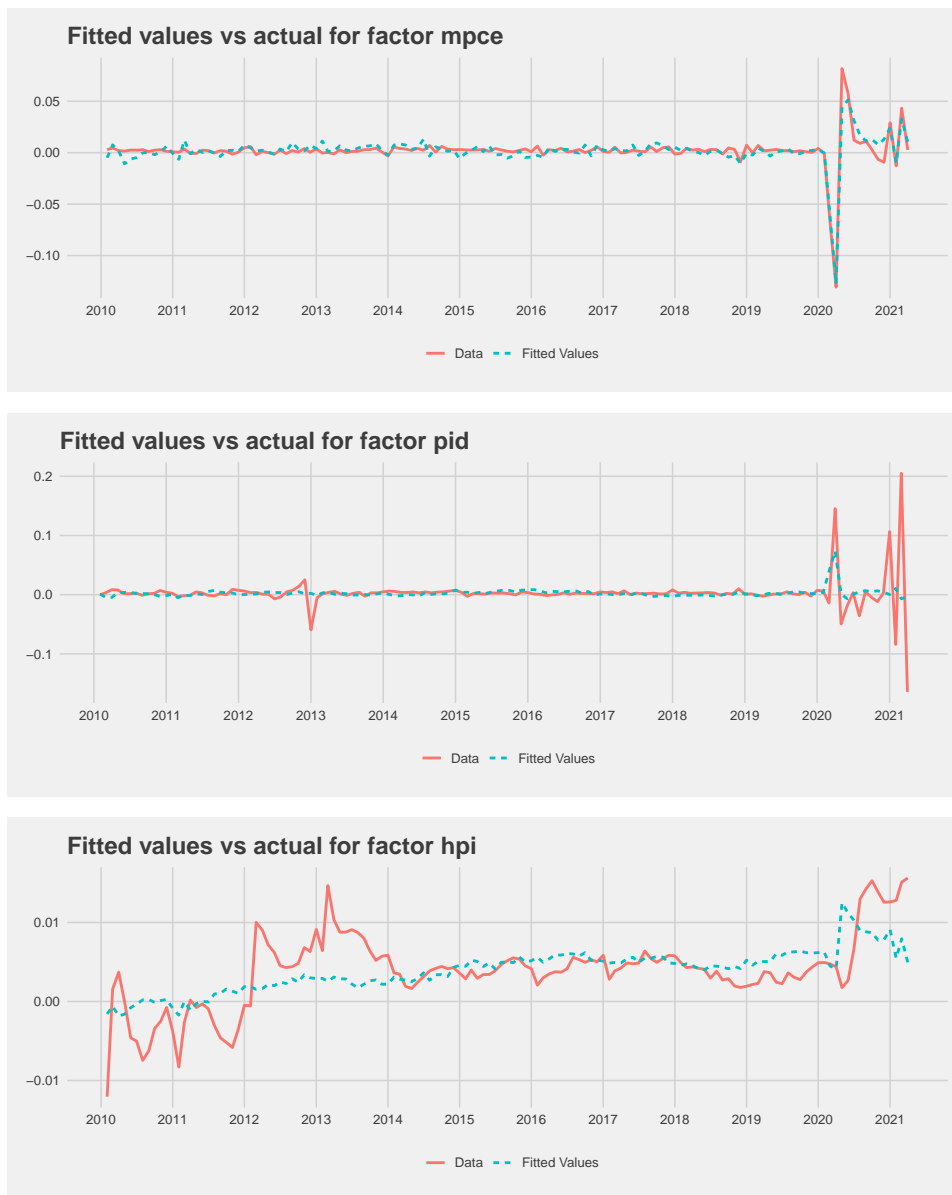 Fitted values vs actual for factor mpce
0.05
0.00
−0.05
−0.10
2010 2011 2012 2013 2014 2015 2016 2017 2018 2019 2020 2021
Data Fitted Values
Fitted values vs actual for factor pid
0.2
0.1
0.0
−0.1
2010 2011 2012 2013 2014 2015 2016 2017 2018 2019 2020 2021
Data Fitted Values
Fitted values vs actual for factor hpi
0.01
0.00
−0.01
2010 2011 2012 2013 2014 2015 2016 2017 2018 2019 2020 2021
Data Fitted Values